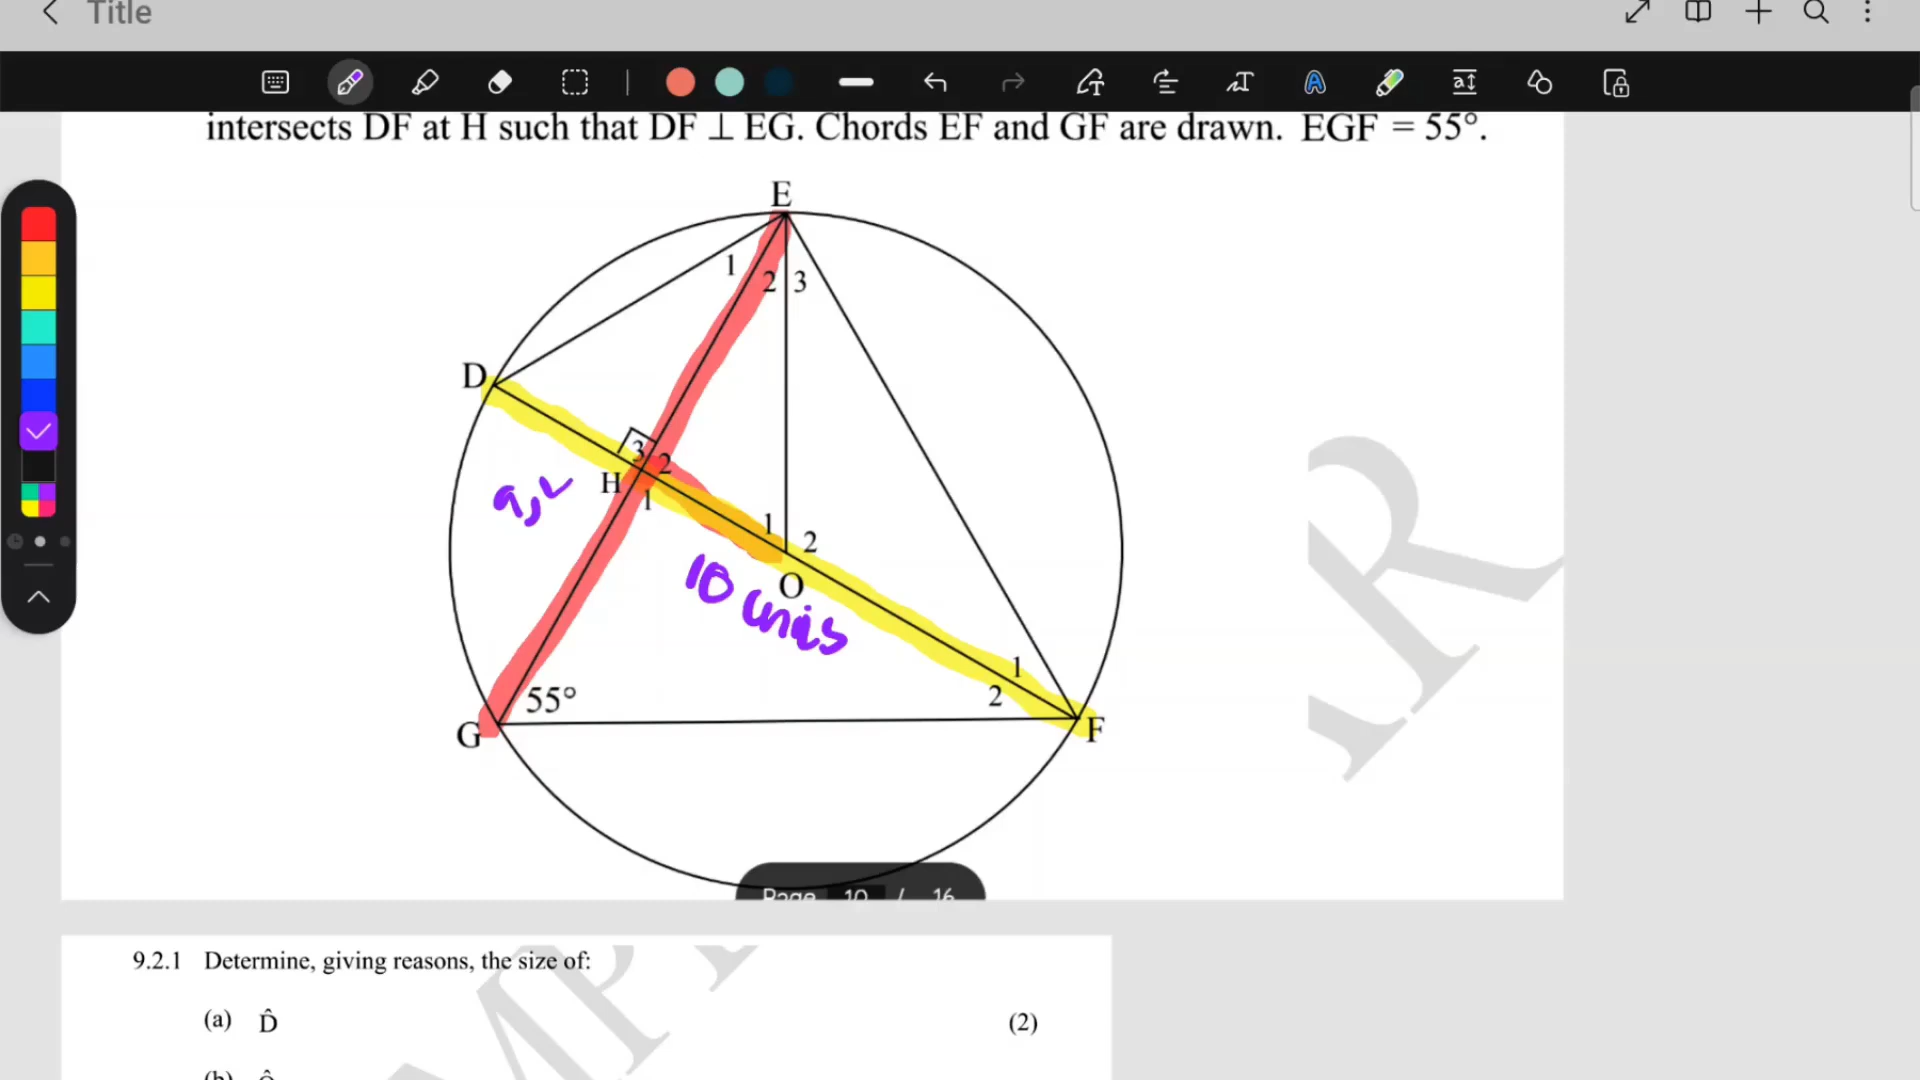 Title
intersects DF at H such that DF ⊥ EG. Chords EF and GF are drawn. EGF = 55°.
E
1
2 3
D
3 2
H
1
9,2
1
2
O
10 units
1
2
55°
G
F
Page 10 / 16
9.2.1 Determine, giving reasons, the size of:
(a) D̂ (2)
(b)